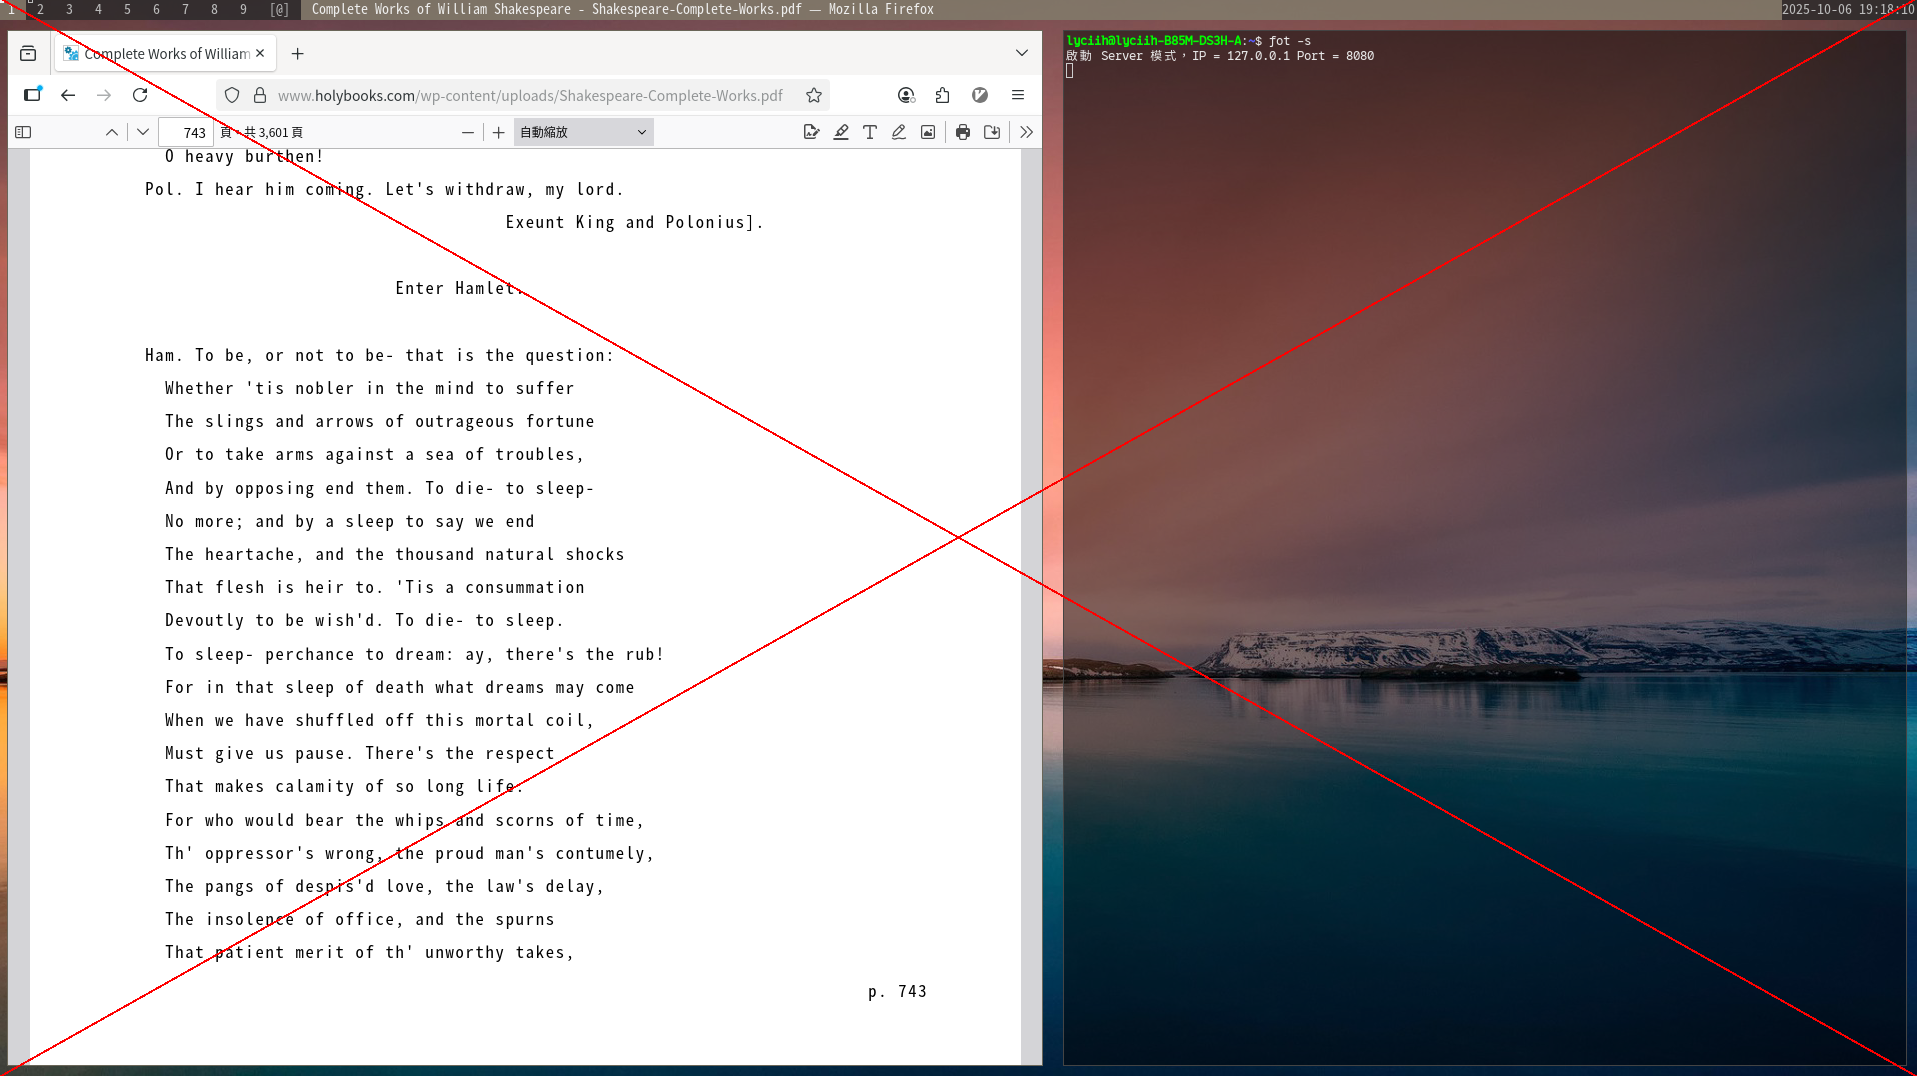 1 2 3 4 5 6 7 8 9 [@] Complete Works of William Shakespeare - Shakespeare-Complete-Works.pdf — Mozilla Firefox 2025-10-06 19:18:10
Complete Works of William
www.holybooks.com/wp-content/uploads/Shakespeare-Complete-Works.pdf
743 頁，共 3,601 頁 自動縮放
O heavy burthen!
Pol. I hear him coming. Let's withdraw, my lord.
Exeunt King and Polonius].
Enter Hamlet.
Ham. To be, or not to be- that is the question:
Whether 'tis nobler in the mind to suffer
The slings and arrows of outrageous fortune
Or to take arms against a sea of troubles,
And by opposing end them. To die- to sleep-
No more; and by a sleep to say we end
The heartache, and the thousand natural shocks
That flesh is heir to. 'Tis a consummation
Devoutly to be wish'd. To die- to sleep.
To sleep- perchance to dream: ay, there's the rub!
For in that sleep of death what dreams may come
When we have shuffled off this mortal coil,
Must give us pause. There's the respect
That makes calamity of so long life.
For who would bear the whips and scorns of time,
Th' oppressor's wrong, the proud man's contumely,
The pangs of despis'd love, the law's delay,
The insolence of office, and the spurns
That patient merit of th' unworthy takes,
p. 743
lyciih@lyciih-B85M-DS3H-A:~$ fot -s
啟動 Server 模式，IP = 127.0.0.1 Port = 8080